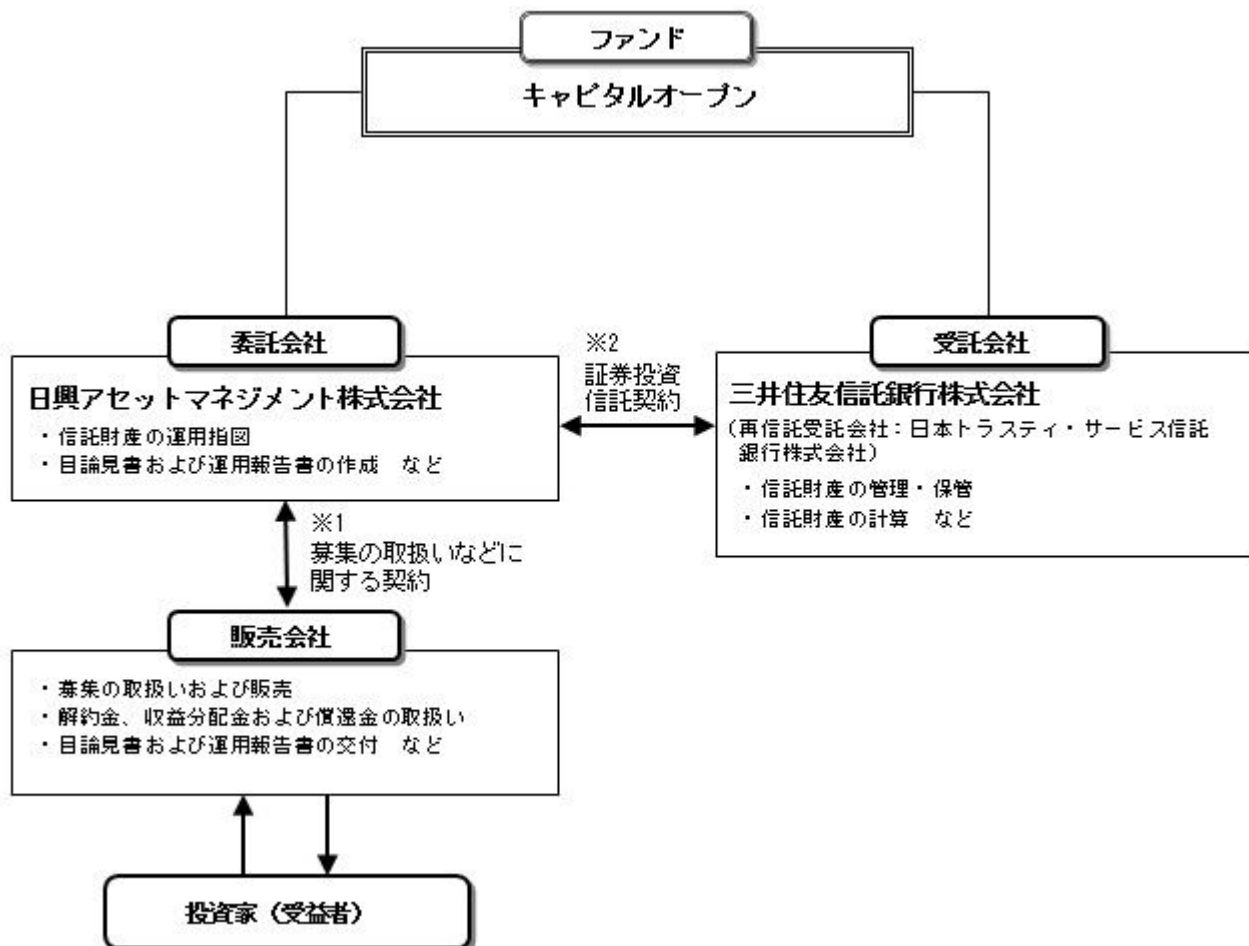 ファンド
キャピタルオープン
委託会社
日興アセットマネジメント株式会社
・信託財産の運用指図
・目論見書および運用報告書の作成　など
※2
証券投資
信託契約
受託会社
三井住友信託銀行株式会社
（再信託受託会社：日本トラスティ・サービス信託
銀行株式会社）
・信託財産の管理・保管
・信託財産の計算　など
※1
募集の取扱いなどに
関する契約
販売会社
・募集の取扱いおよび販売
・解約金、収益分配金および償還金の取扱い
・目論見書および運用報告書の交付　など
投資家（受益者）